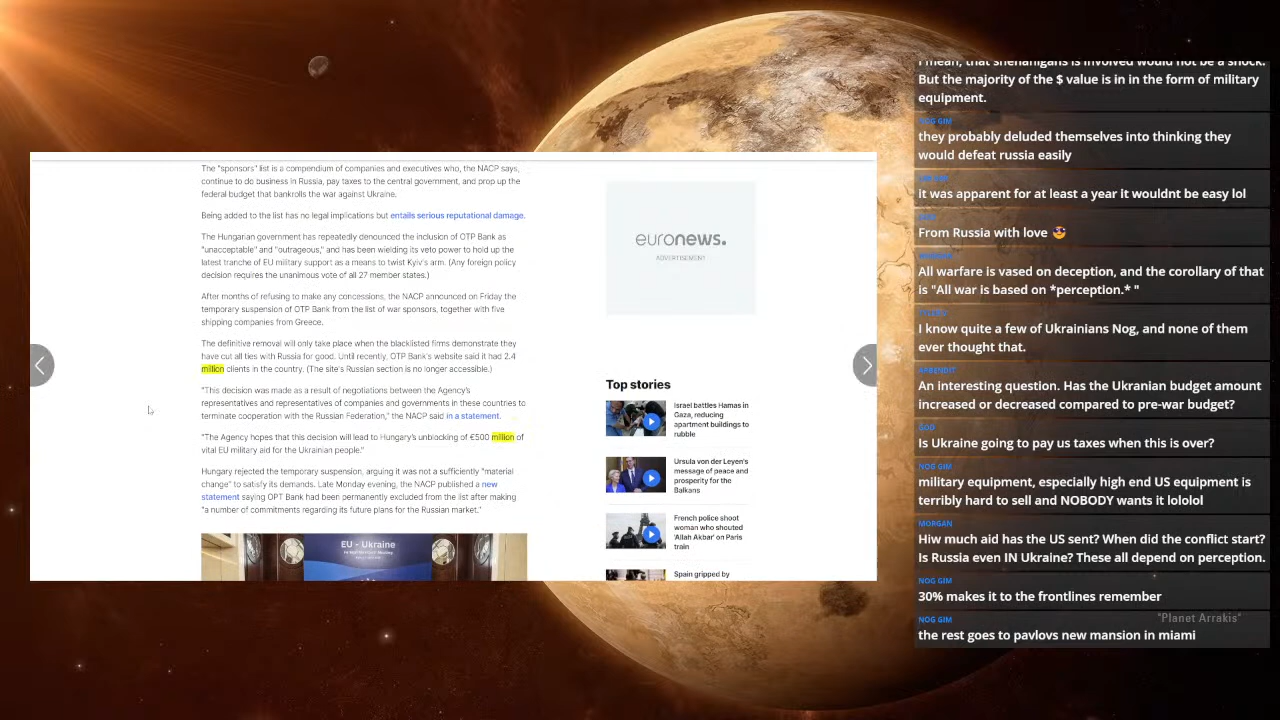 The "sponsors" list is a compendium of companies and executives who, the NACP says,
continue to do business in Russia, pay taxes to the central government, and prop up the
federal budget that bankrolls the war against Ukraine.
Being added to the list has no legal implications but entails serious reputational damage.
The Hungarian government has repeatedly denounced the inclusion of OTP Bank as
"unacceptable" and "outrageous," and has been wielding its veto power to hold up the
latest tranche of EU military support as a means to twist Kyiv's arm. (Any foreign policy
decision requires the unanimous vote of all 27 member states.)
After months of refusing to make any concessions, the NACP announced on Friday the
temporary suspension of OTP Bank from the list of war sponsors, together with five
shipping companies from Greece.
The definitive removal will only take place when the blacklisted firms demonstrate they
have cut all ties with Russia for good. Until recently, OTP Bank's website said it had 2.4
million clients in the country. (The site's Russian section is no longer accessible.)
"This decision was made as a result of negotiations between the Agency's
representatives and representatives of companies and governments in these countries to
terminate cooperation with the Russian Federation," the NACP said in a statement.
"The Agency hopes that this decision will lead to Hungary's unblocking of €500 million of
vital EU military aid for the Ukrainian people."
Hungary rejected the temporary suspension, arguing it was not a sufficiently "material
change" to satisfy its demands. Late Monday evening, the NACP published a new
statement saying OPT Bank had been permanently excluded from the list after making
"a number of commitments regarding its future plans for the Russian market."
EU - Ukraine
euronews.
ADVERTISEMENT
Top stories
Israel battles Hamas in
Gaza, reducing
apartment buildings to
rubble
Ursula von der Leyen's
message of peace and
prosperity for the
Balkans
French police shoot
woman who shouted
'Allah Akbar' on Paris
train
Spain gripped by
I mean, that shenanigans is involved would not be a shock.
But the majority of the $ value is in in the form of military
equipment.
NOG GIM
they probably deluded themselves into thinking they
would defeat russia easily
it was apparent for at least a year it wouldnt be easy lol
From Russia with love
All warfare is vased on deception, and the corollary of that
is "All war is based on *perception.* "
I know quite a few of Ukrainians Nog, and none of them
ever thought that.
An interesting question. Has the Ukranian budget amount
increased or decreased compared to pre-war budget?
Is Ukraine going to pay us taxes when this is over?
NOG GIM
military equipment, especially high end US equipment is
terribly hard to sell and NOBODY wants it lololol
MORGAN
Hiw much aid has the US sent? When did the conflict start?
Is Russia even IN Ukraine? These all depend on perception.
NOG GIM
30% makes it to the frontlines remember
"Planet Arrakis"
NOG GIM
the rest goes to pavlovs new mansion in miami